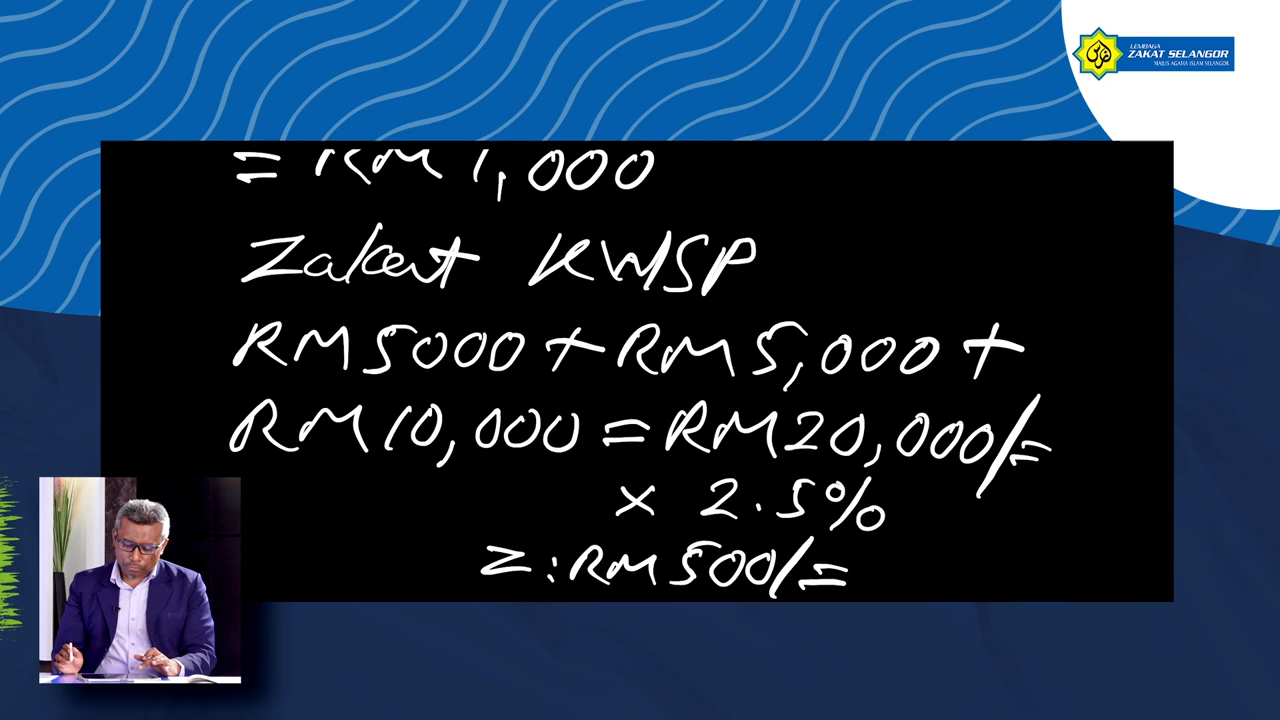 LEMBAGA
ZAKAT SELANGOR
MAJLIS AGAMA ISLAM SELANGOR
= RM 1,000
Zakat KWSP
RM5000 + RM5,000 +
RM10,000 = RM20,000/=
x 2.5%
Z : RM500/=